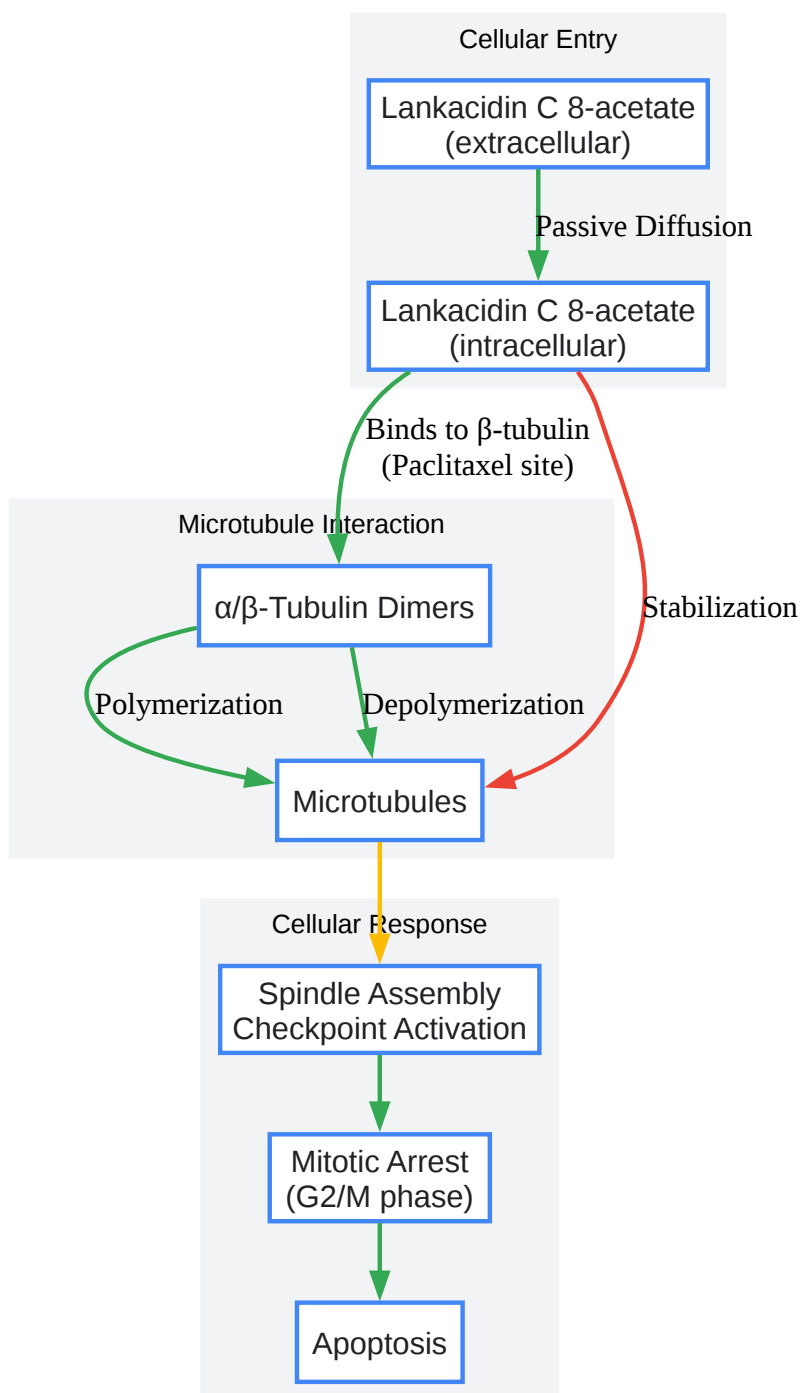 Cellular Entry
Lankacidin C 8-acetate
(extracellular)
Passive Diffusion
Lankacidin C 8-acetate
(intracellular)
Binds to β-tubulin
(Paclitaxel site)
Microtubule Interaction
α/β-Tubulin Dimers
Stabilization
Polymerization
Depolymerization
Microtubules
Cellular Response
Spindle Assembly
Checkpoint Activation
Mitotic Arrest
(G2/M phase)
Apoptosis